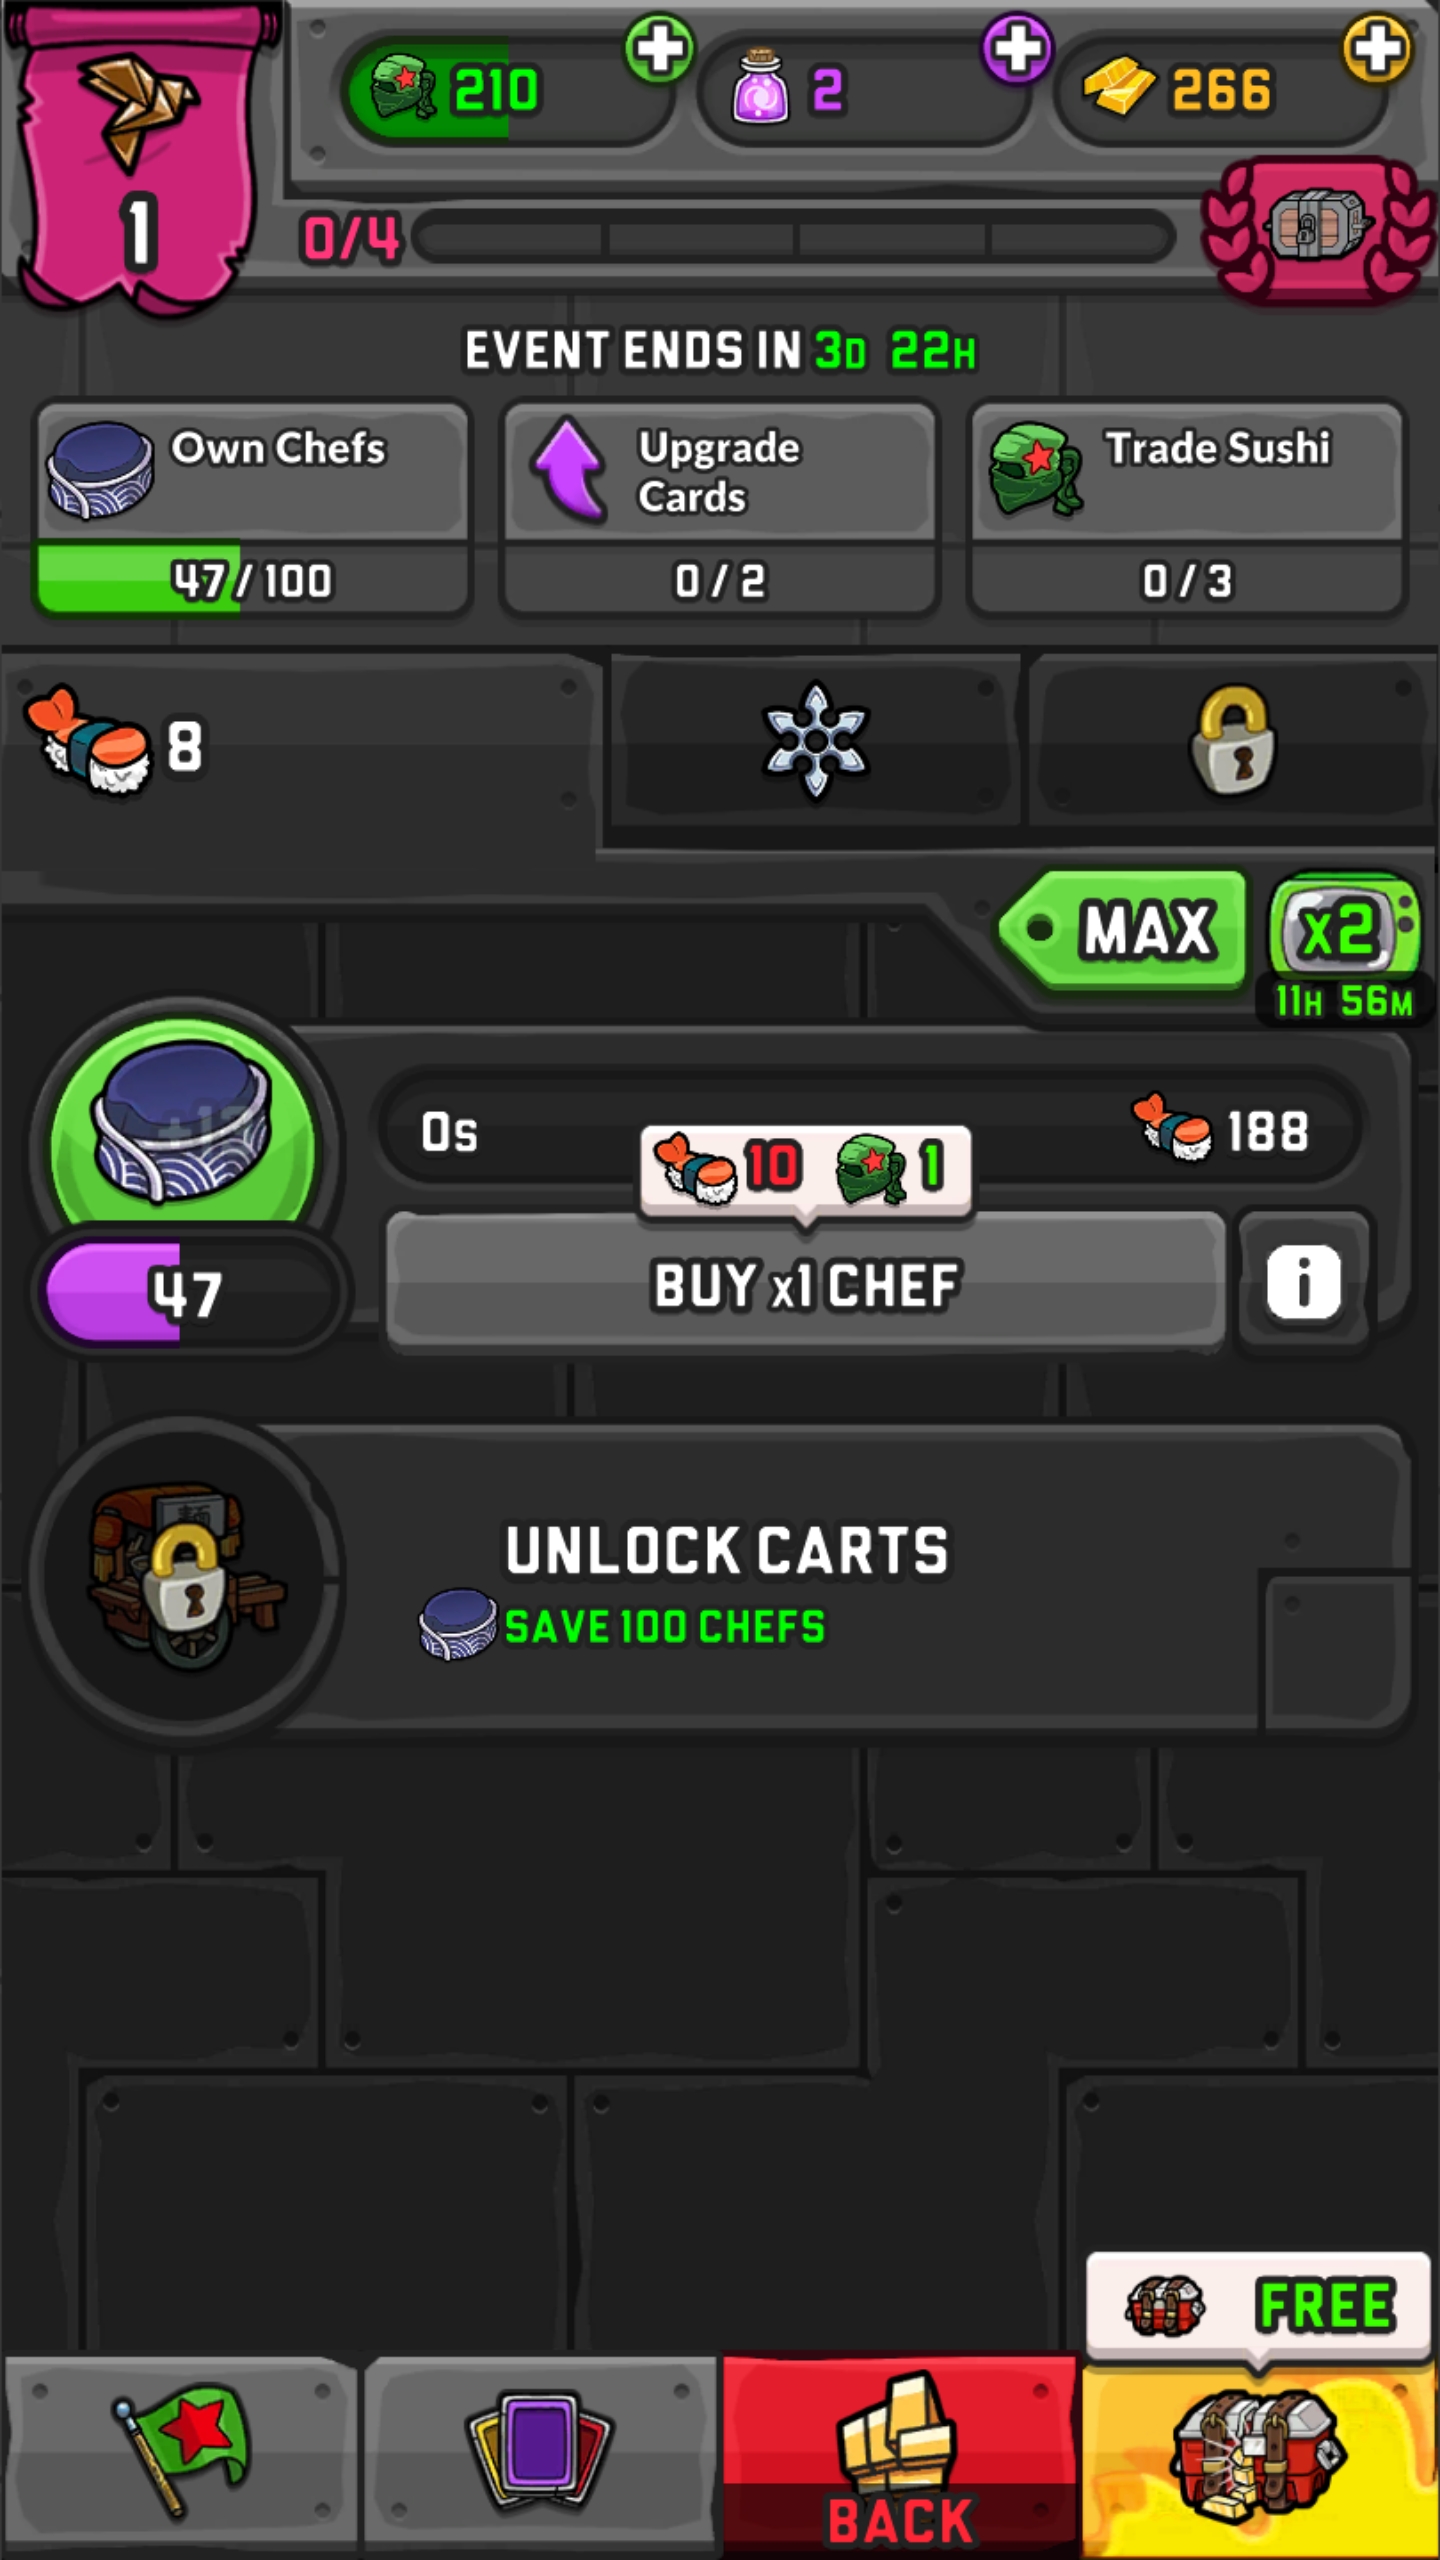 210
2
266
1
0/4
EVENT ENDS IN 3D 22H
Own Chefs
47/100
Upgrade
Cards
0/2
Trade Sushi
0/3
8
MAX
x2
11H 56M
0s
188
10
1
47
BUY x1 CHEF
i
UNLOCK CARTS
SAVE 100 CHEFS
FREE
BACK